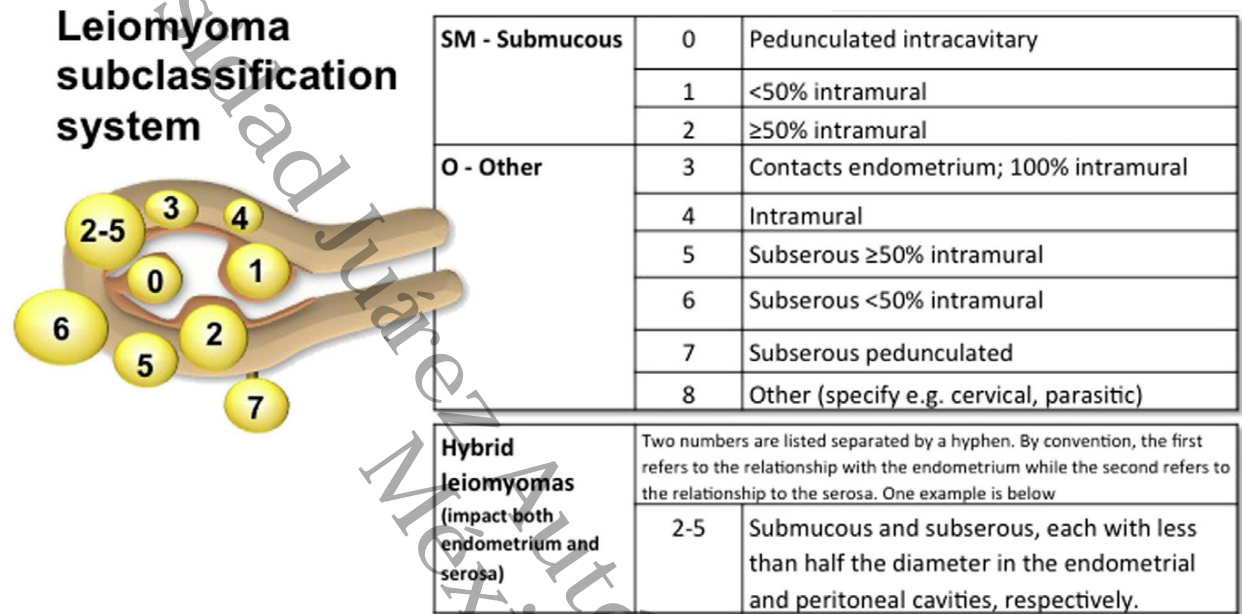 Leiomyoma
subclassification
system
2-5
3
4
0
1
6
2
5
7
SM - Submucous 0 Pedunculated intracavitary
1 <50% intramural
2 ≥50% intramural
O - Other 3 Contacts endometrium; 100% intramural
4 Intramural
5 Subserous ≥50% intramural
6 Subserous <50% intramural
7 Subserous pedunculated
8 Other (specify e.g. cervical, parasitic)
Hybrid
leiomyomas
(impact both
endometrium and
serosa)
Two numbers are listed separated by a hyphen. By convention, the first
refers to the relationship with the endometrium while the second refers to
the relationship to the serosa. One example is below
2-5 Submucous and subserous, each with less
than half the diameter in the endometrial
and peritoneal cavities, respectively.
sidad Juárez Autó
Méxi